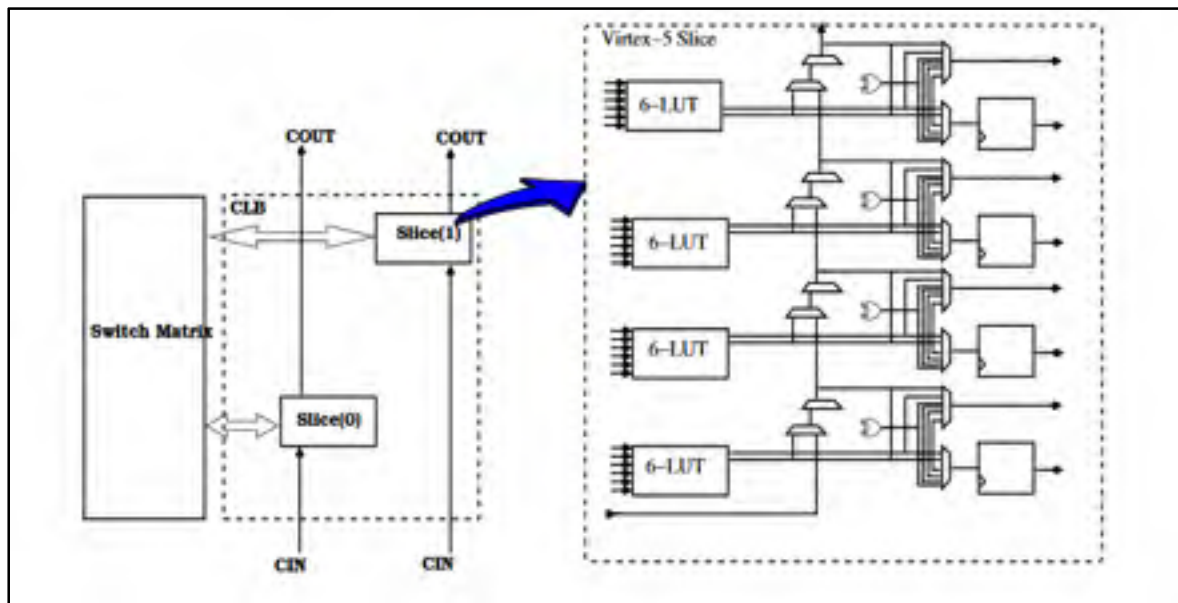 Virtex-5 Slice
6-LUT
COUT
COUT
CLB
Slice(1)
6-LUT
Switch Matrix
6-LUT
Slice(0)
6-LUT
CIN
CIN